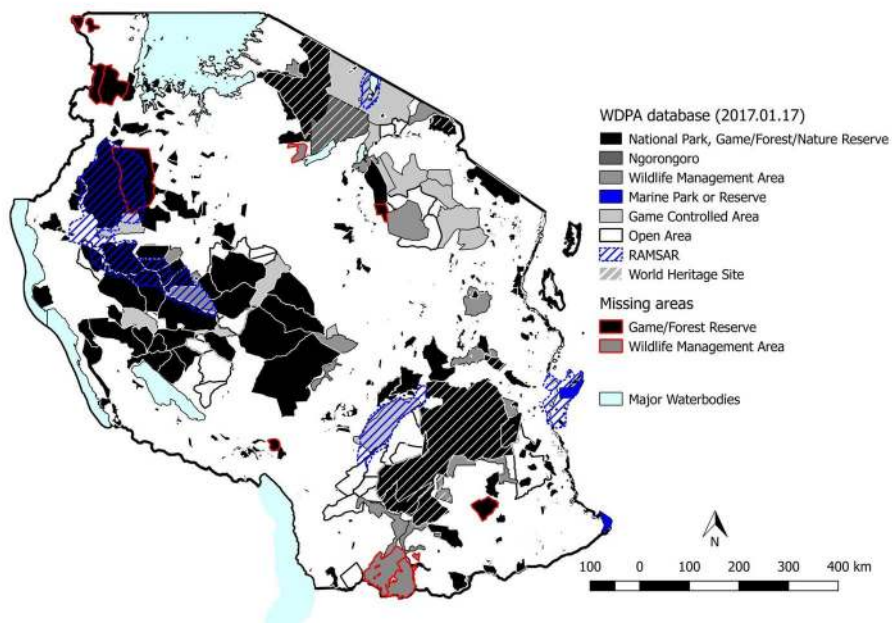 WDPA database (2017.01.17)
National Park, Game/Forest/Nature Reserve
Ngorongoro
Wildlife Management Area
Marine Park or Reserve
Game Controlled Area
Open Area
RAMSAR
World Heritage Site
Missing areas
Game/Forest Reserve
Wildlife Management Area
Major Waterbodies
N
100 0 100 200 300 400 km